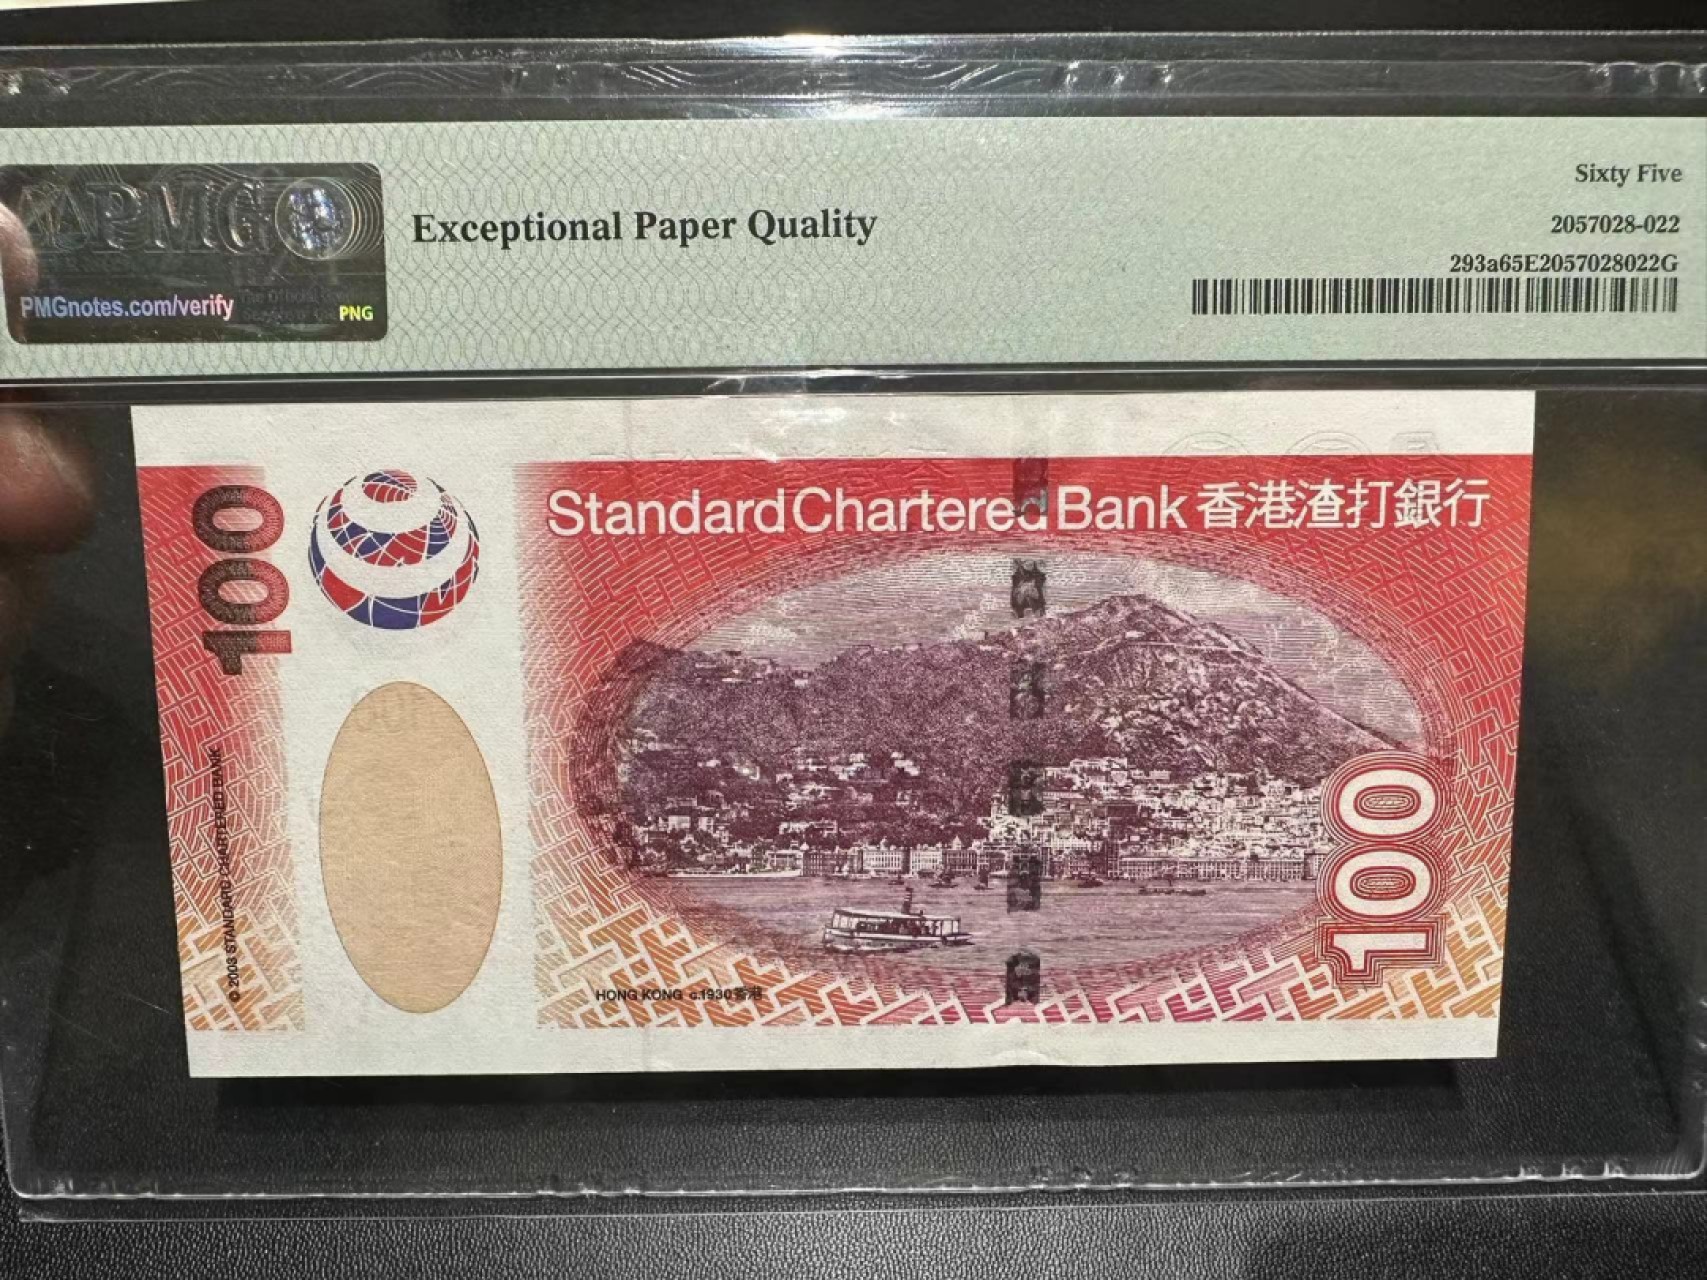 PMG
PMGnotes.com/verify
PNG
Exceptional Paper Quality
Sixty Five
2057028-022
293a65E2057028022G
Standard Chartered Bank 香港渣打銀行
100
100
© 2003 STANDARD CHARTERED BANK
HONG KONG c.1930 香港